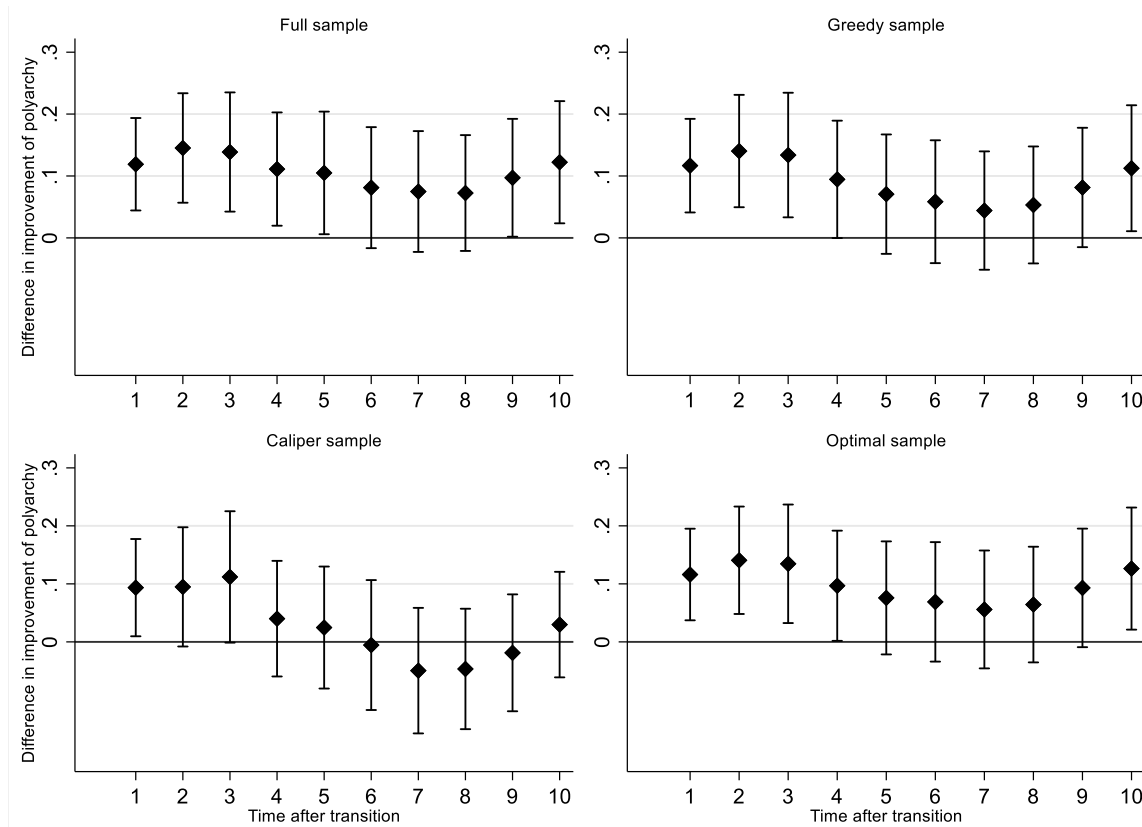 Full sample
Greedy sample
Difference in improvement of polyarchy
.3
.2
.1
0
1 2 3 4 5 6 7 8 9 10
.3
.2
.1
0
1 2 3 4 5 6 7 8 9 10
Caliper sample
Optimal sample
Difference in improvement of polyarchy
.3
.2
.1
0
1 2 3 4 5 6 7 8 9 10
Time after transition
.3
.2
.1
0
1 2 3 4 5 6 7 8 9 10
Time after transition